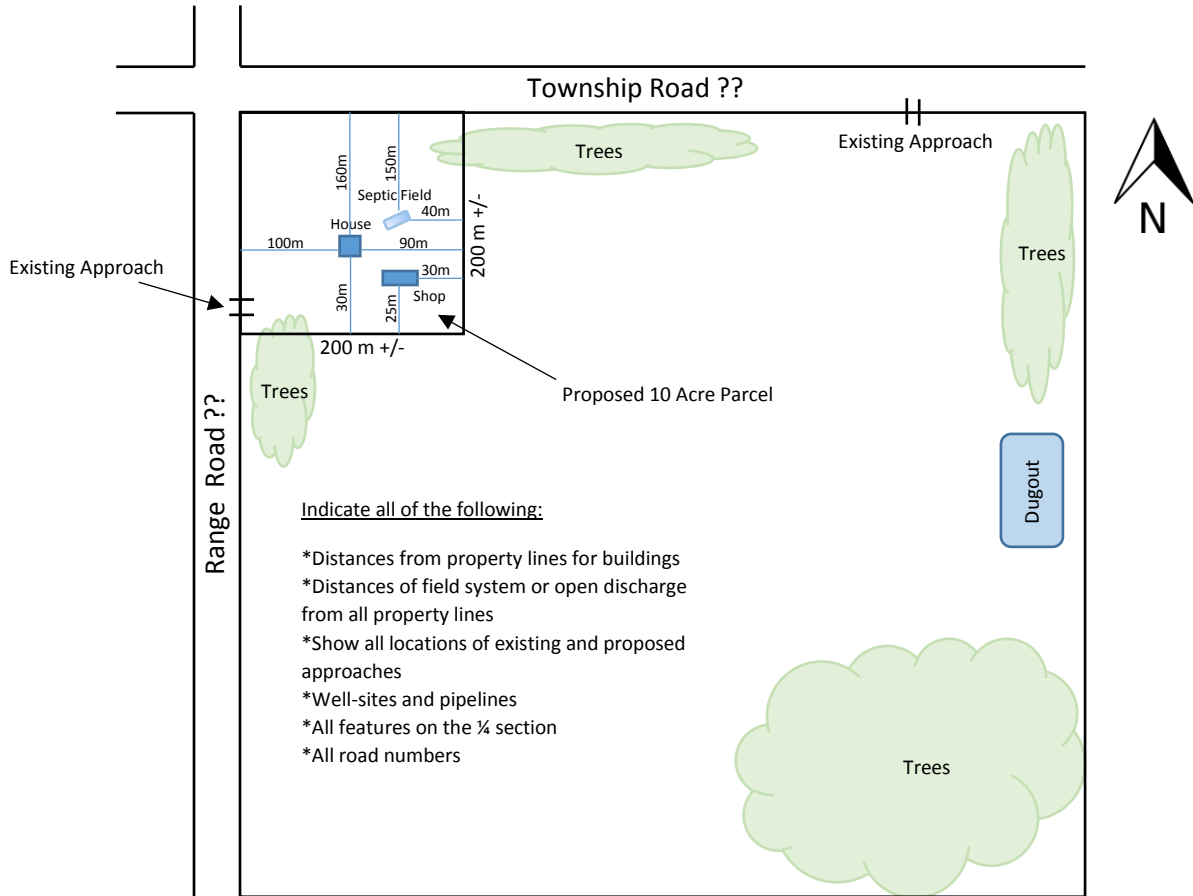 Township Road ??
Existing Approach
Trees
N
160m
150m
Septic Field
40m
House
100m
90m
200 m +/-
30m
Shop
30m
25m
Existing Approach
200 m +/-
Trees
Trees
Proposed 10 Acre Parcel
Range Road ??
Dugout
Indicate all of the following:
*Distances from property lines for buildings
*Distances of field system or open discharge
from all property lines
*Show all locations of existing and proposed
approaches
*Well-sites and pipelines
*All features on the ¼ section
*All road numbers
Trees